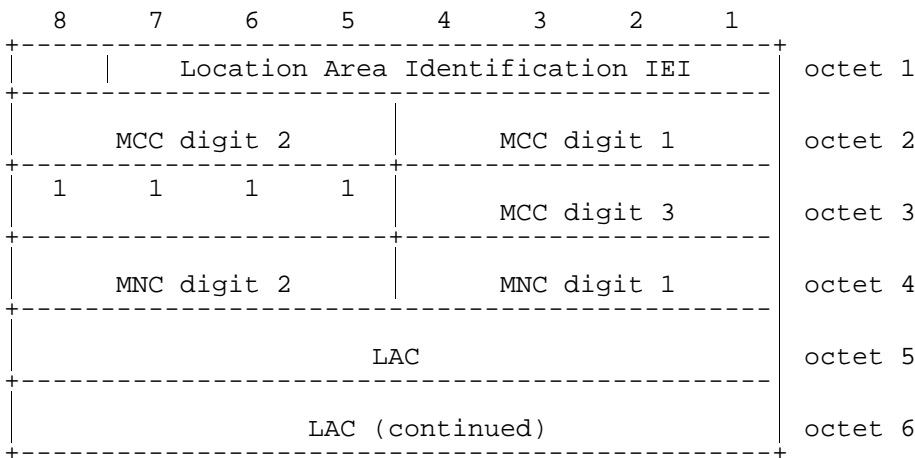 8 7 6 5 4 3 2 1
Location Area Identification IEI octet 1
MCC digit 2 MCC digit 1 octet 2
1 1 1 1
MCC digit 3 octet 3
MNC digit 2 MNC digit 1 octet 4
LAC octet 5
LAC (continued) octet 6